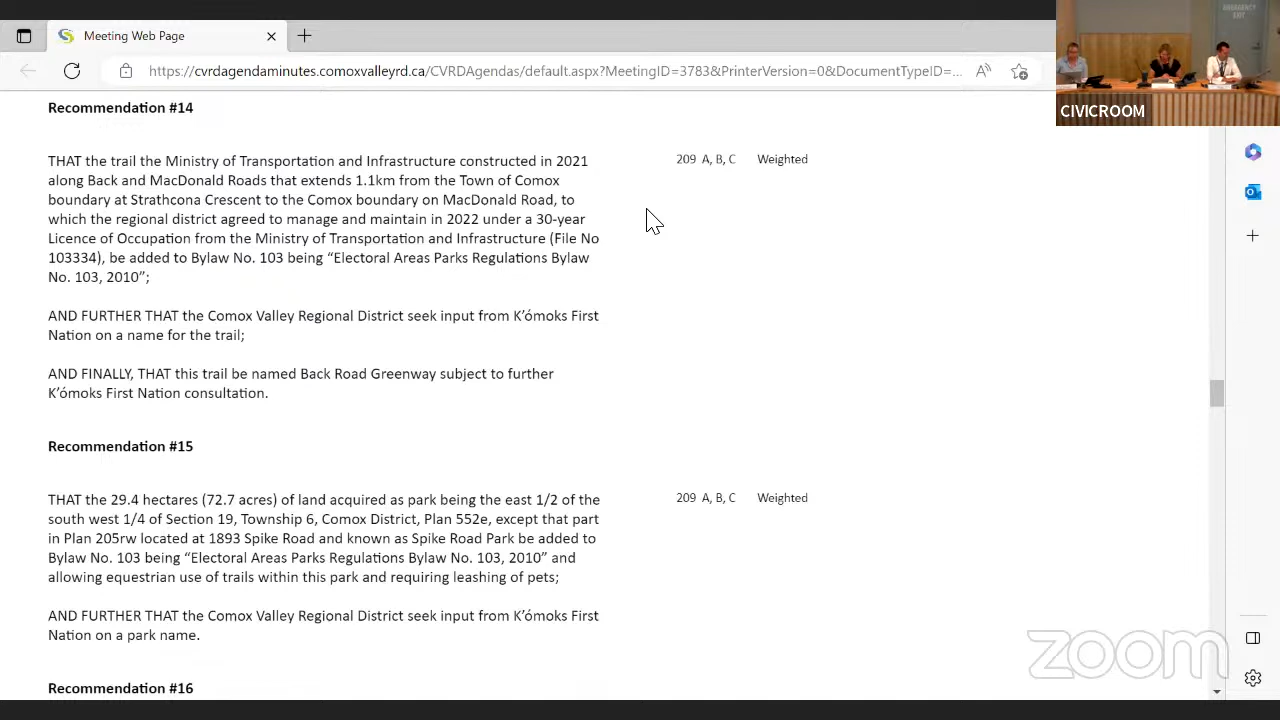 Meeting Web Page
EMERGENCY EXIT
https://cvrdagendaminutes.comoxvalleyrd.ca/CVRDAgendas/default.aspx?MeetingID=3783&PrinterVersion=0&DocumentTypeID=...
CIVICROOM
Recommendation #14
THAT the trail the Ministry of Transportation and Infrastructure constructed in 2021
209 A, B, C Weighted
along Back and MacDonald Roads that extends 1.1km from the Town of Comox
boundary at Strathcona Crescent to the Comox boundary on MacDonald Road, to
which the regional district agreed to manage and maintain in 2022 under a 30-year
Licence of Occupation from the Ministry of Transportation and Infrastructure (File No
103334), be added to Bylaw No. 103 being “Electoral Areas Parks Regulations Bylaw
No. 103, 2010”;
AND FURTHER THAT the Comox Valley Regional District seek input from K’ómoks First
Nation on a name for the trail;
AND FINALLY, THAT this trail be named Back Road Greenway subject to further
K’ómoks First Nation consultation.
Recommendation #15
THAT the 29.4 hectares (72.7 acres) of land acquired as park being the east 1/2 of the
209 A, B, C Weighted
south west 1/4 of Section 19, Township 6, Comox District, Plan 552e, except that part
in Plan 205rw located at 1893 Spike Road and known as Spike Road Park be added to
Bylaw No. 103 being “Electoral Areas Parks Regulations Bylaw No. 103, 2010” and
allowing equestrian use of trails within this park and requiring leashing of pets;
AND FURTHER THAT the Comox Valley Regional District seek input from K’ómoks First
Nation on a park name.
zoom
Recommendation #16